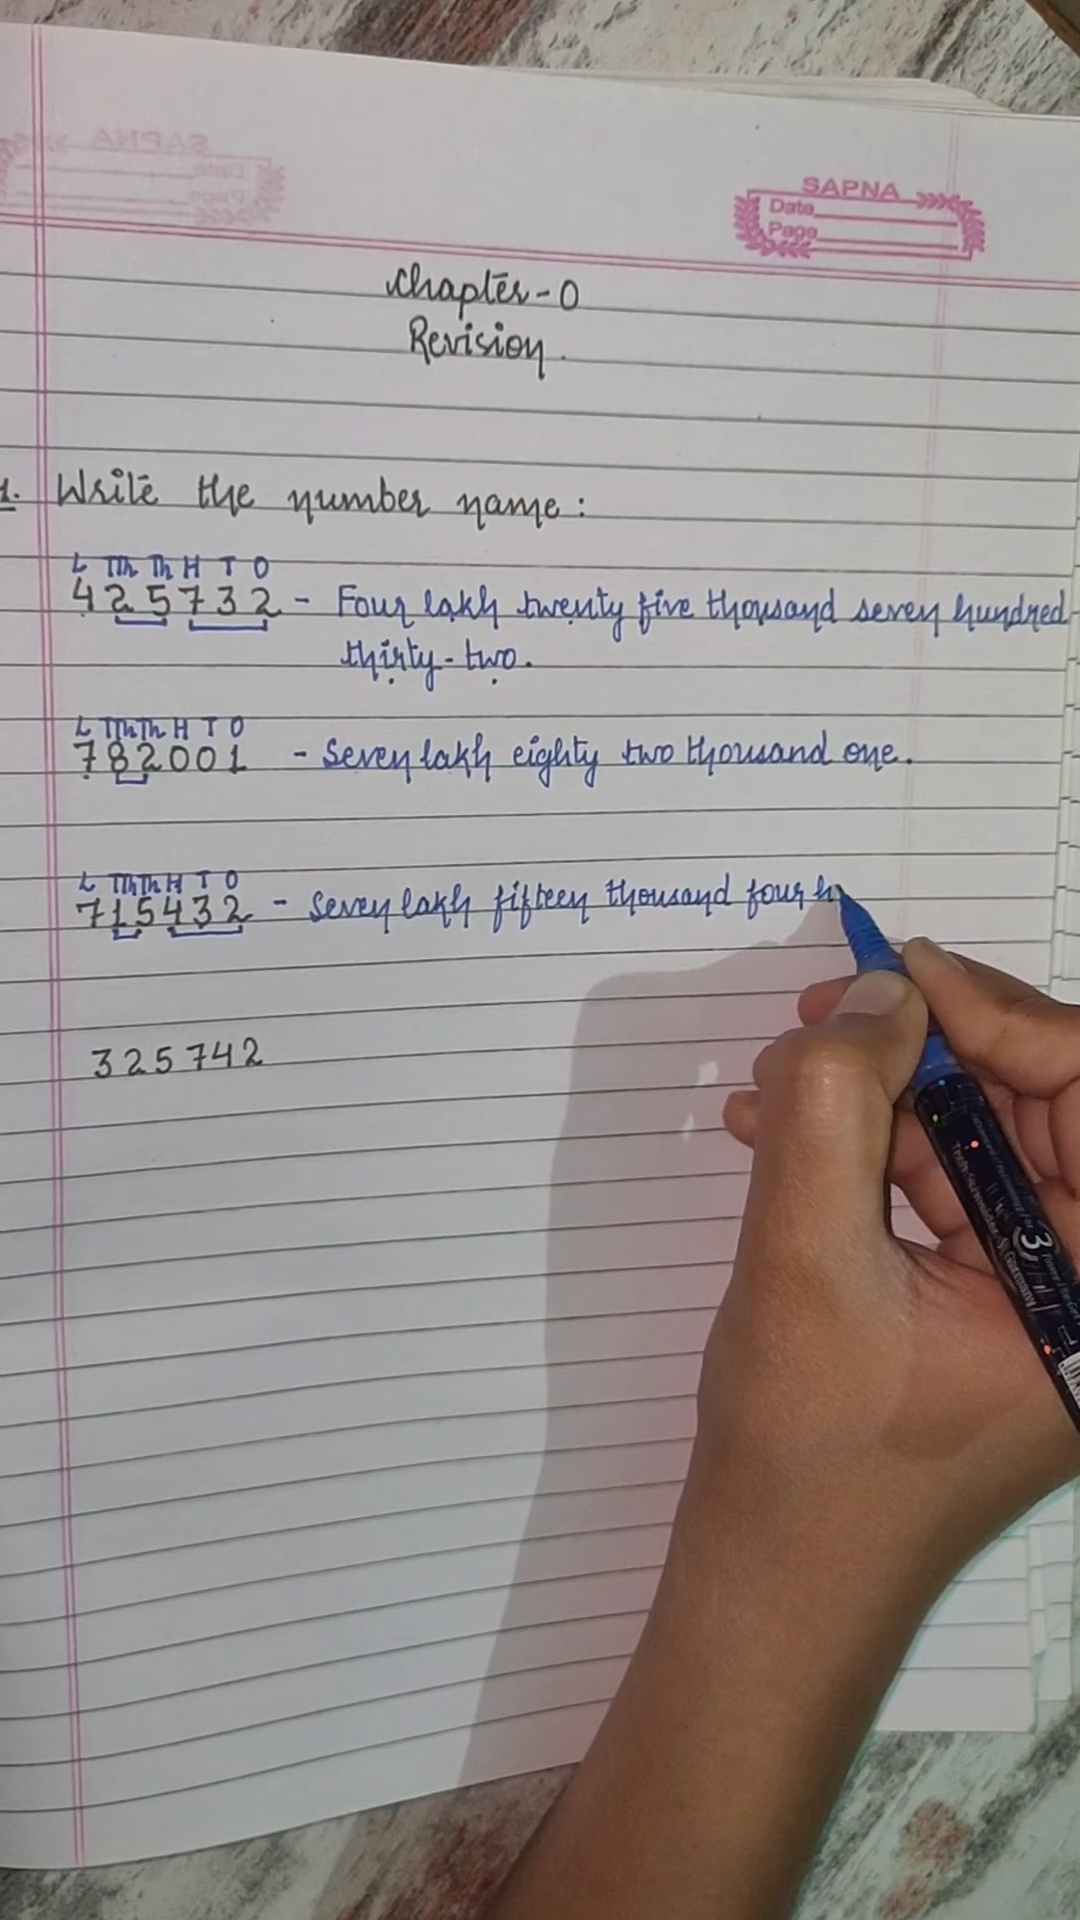 SAPNA
Date
Page
Chapter-0
Revision.
1. Write the number name:
L TTh Th H T O
425732 - Four lakh twenty five thousand seven hundred
thirty-two.
L TTh Th H T O
782001 - Seven lakh eighty two thousand one.
L TTh Th H T O
715432 - Seven lakh fifteen thousand four h
325742
3